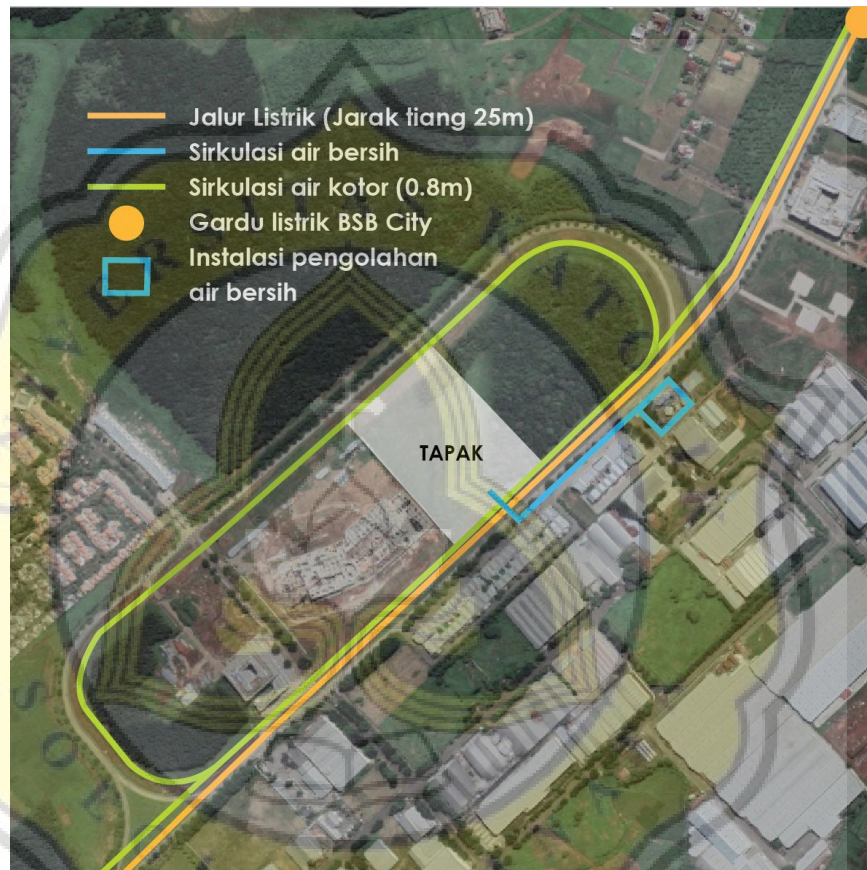 Jalur Listrik (Jarak tiang 25m)
Sirkulasi air bersih
Sirkulasi air kotor (0.8m)
Gardu listrik BSB City
Instalasi pengolahan
air bersih
TAPAK